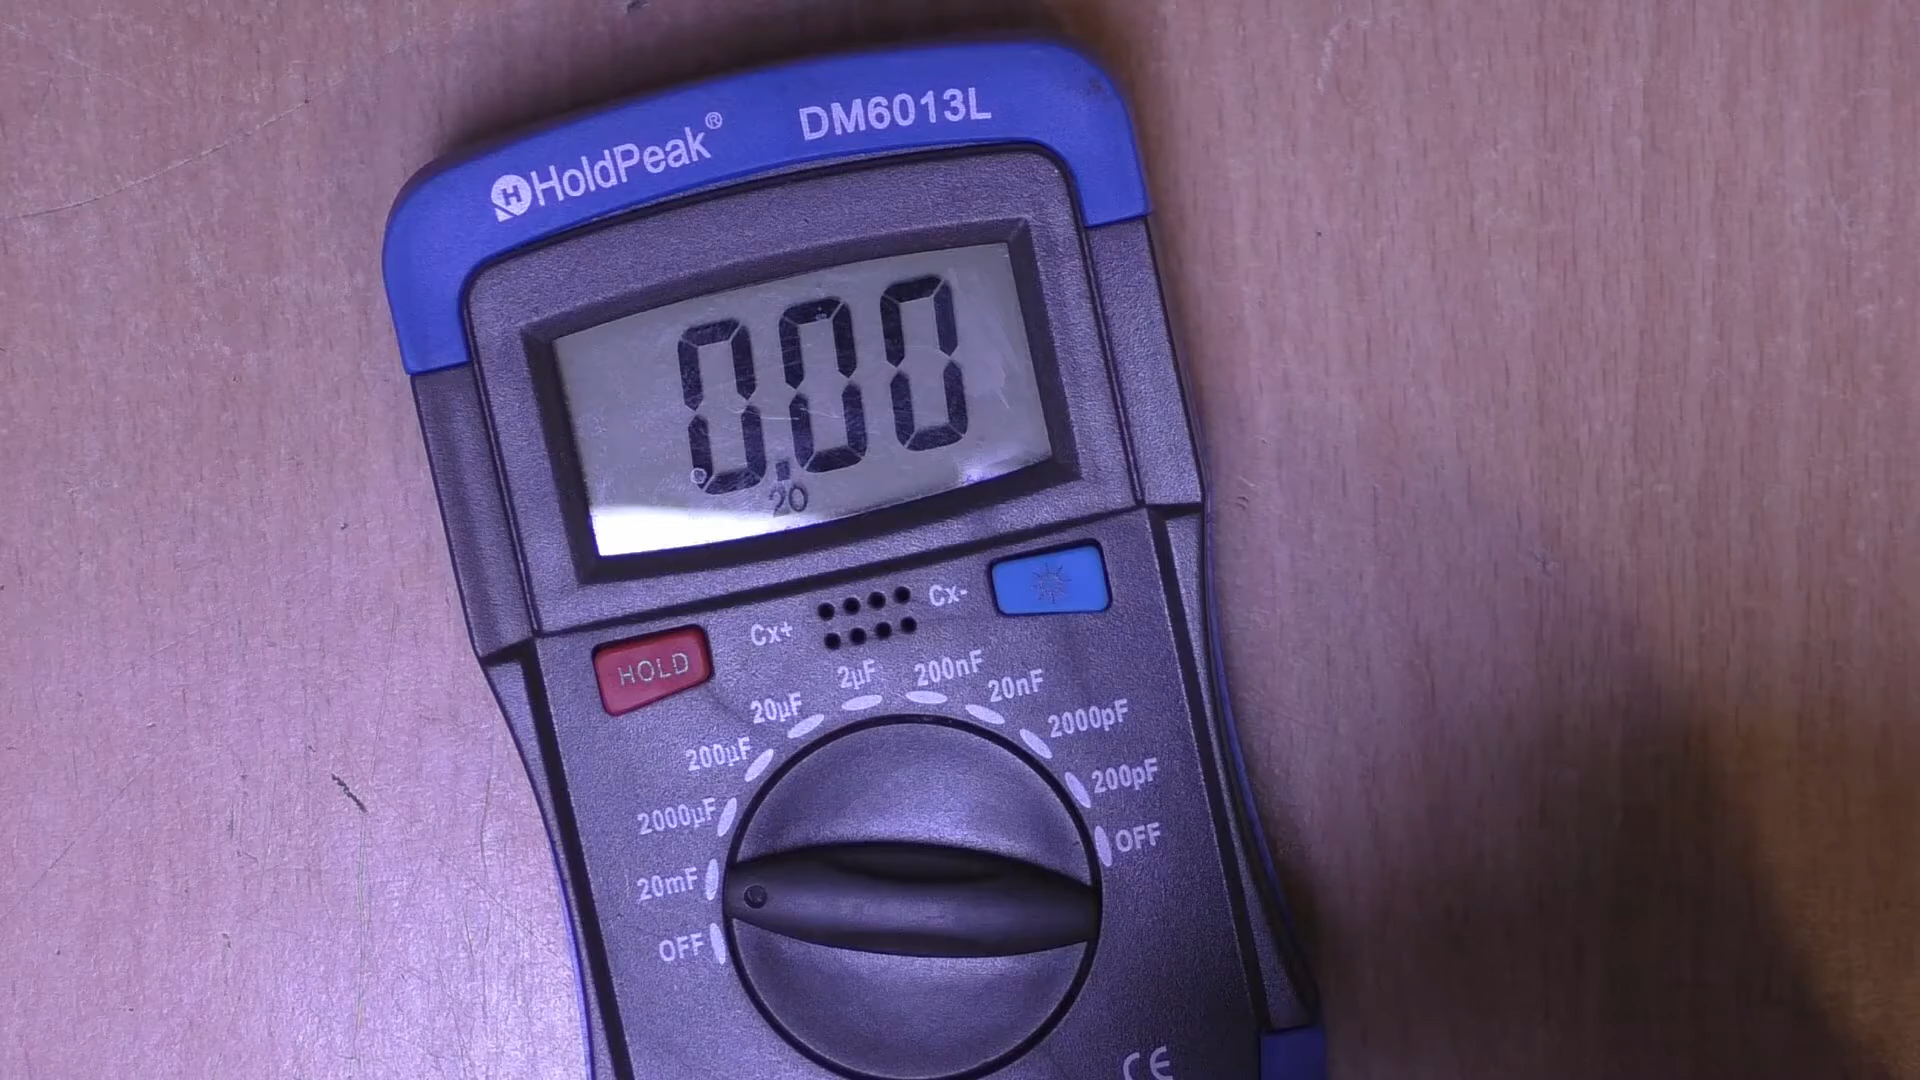 HoldPeak® DM6013L
0.00
20
Cx+ Cx-
HOLD
2µF 200nF
20µF 20nF
200µF 2000pF
2000µF 200pF
20mF OFF
OFF
CE